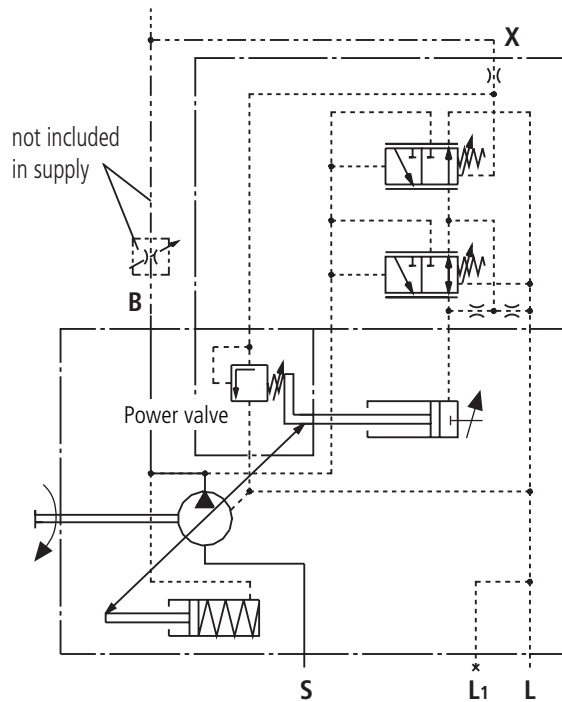 X
not included
in supply
B
Power valve
S
L1
L